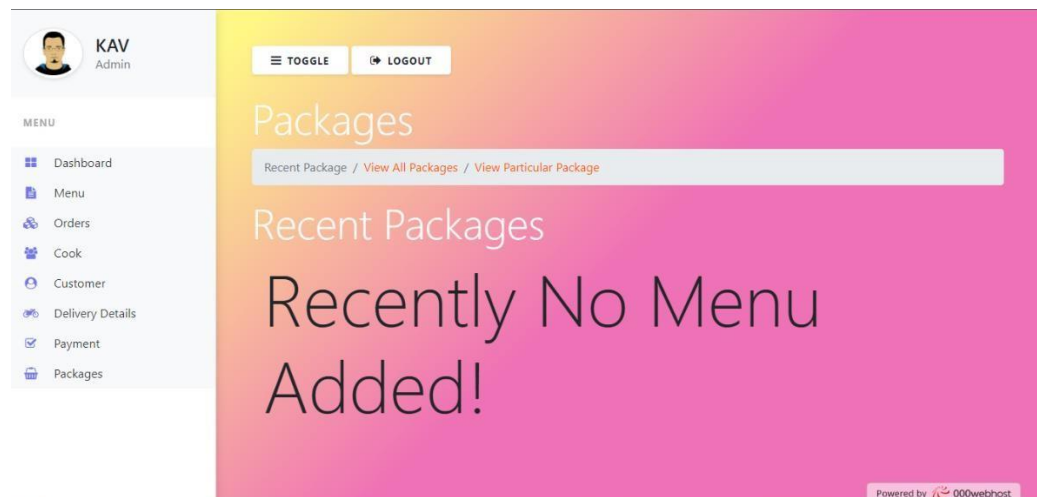 KAV
Admin
MENU
Dashboard
Menu
Orders
Cook
Customer
Delivery Details
Payment
Packages
TOGGLE
LOGOUT
Packages
Recent Package / View All Packages / View Particular Package
Recent Packages
Recently No Menu
Added!
Powered by 000webhost